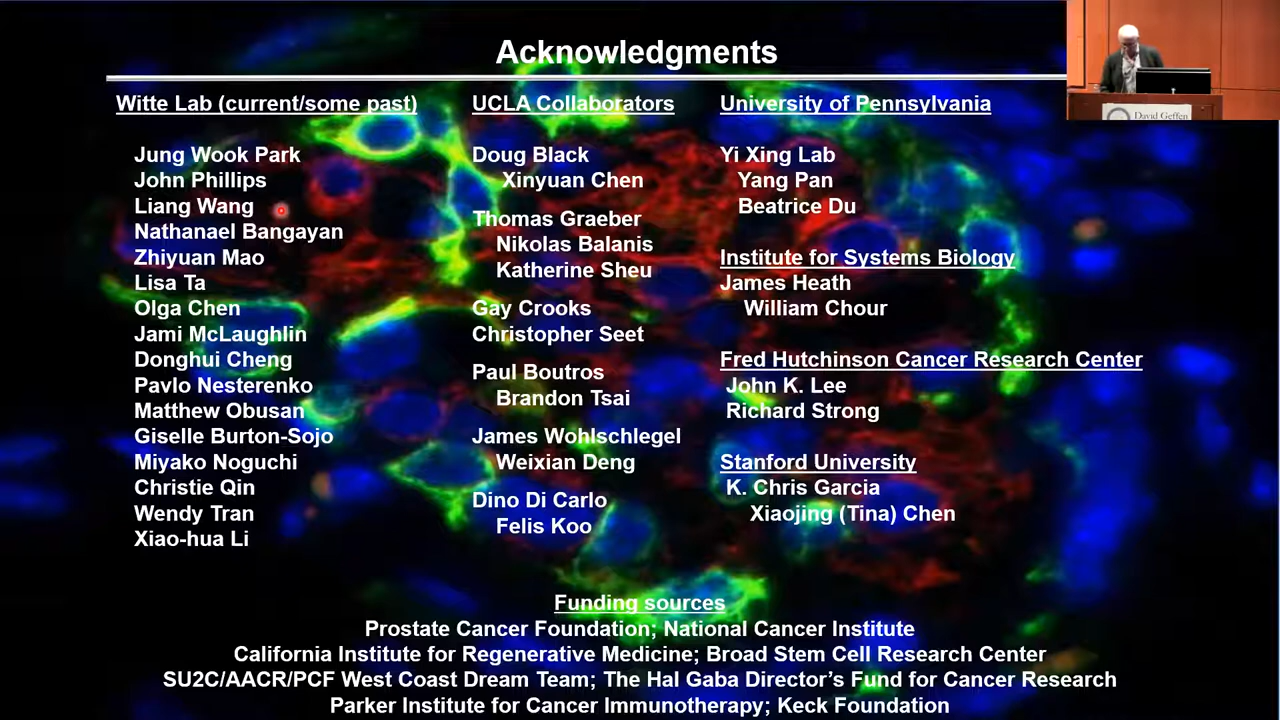 Acknowledgments
Witte Lab (current/some past)
Jung Wook Park
John Phillips
Liang Wang
Nathanael Bangayan
Zhiyuan Mao
Lisa Ta
Olga Chen
Jami McLaughlin
Donghui Cheng
Pavlo Nesterenko
Matthew Obusan
Giselle Burton-Sojo
Miyako Noguchi
Christie Qin
Wendy Tran
Xiao-hua Li
UCLA Collaborators
Doug Black
Xinyuan Chen
Thomas Graeber
Nikolas Balanis
Katherine Sheu
Gay Crooks
Christopher Seet
Paul Boutros
Brandon Tsai
James Wohlschlegel
Weixian Deng
Dino Di Carlo
Felis Koo
University of Pennsylvania
Yi Xing Lab
Yang Pan
Beatrice Du
Institute for Systems Biology
James Heath
William Chour
Fred Hutchinson Cancer Research Center
John K. Lee
Richard Strong
Stanford University
K. Chris Garcia
Xiaojing (Tina) Chen
Funding sources
Prostate Cancer Foundation; National Cancer Institute
California Institute for Regenerative Medicine; Broad Stem Cell Research Center
SU2C/AACR/PCF West Coast Dream Team; The Hal Gaba Director’s Fund for Cancer Research
Parker Institute for Cancer Immunotherapy; Keck Foundation
David Geffen